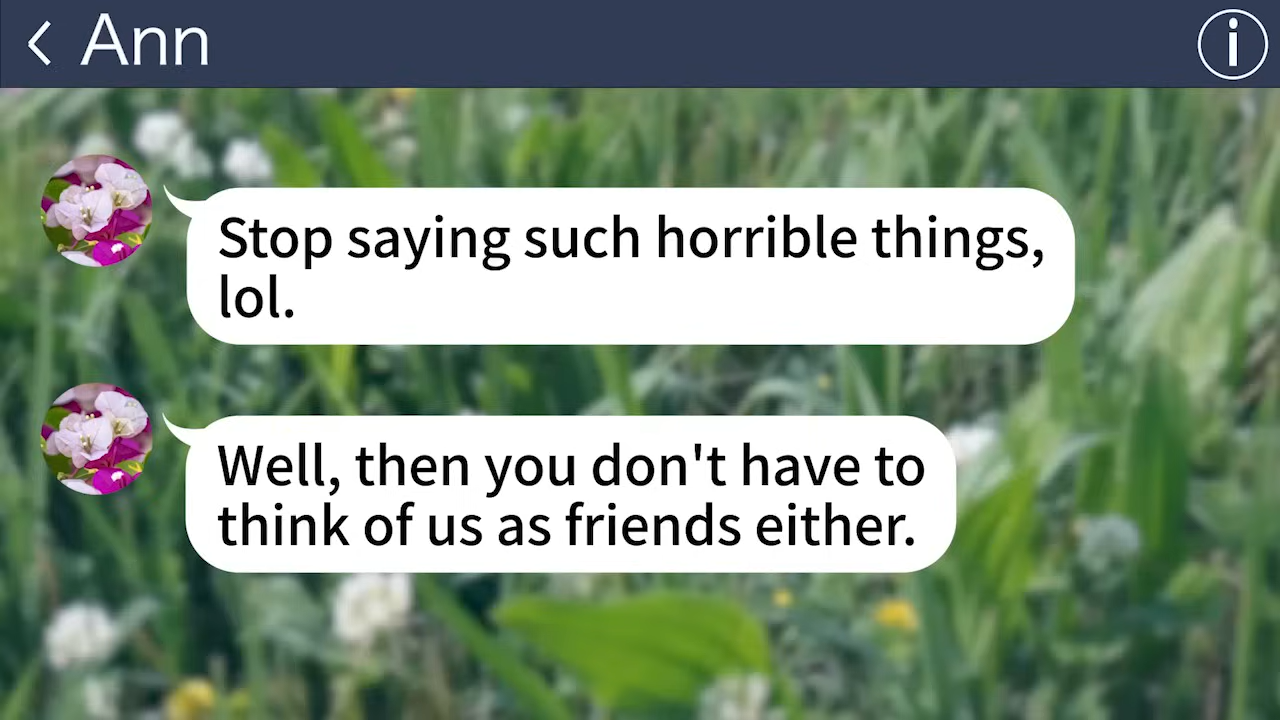 Ann
Stop saying such horrible things,
lol.
Well, then you don't have to
think of us as friends either.